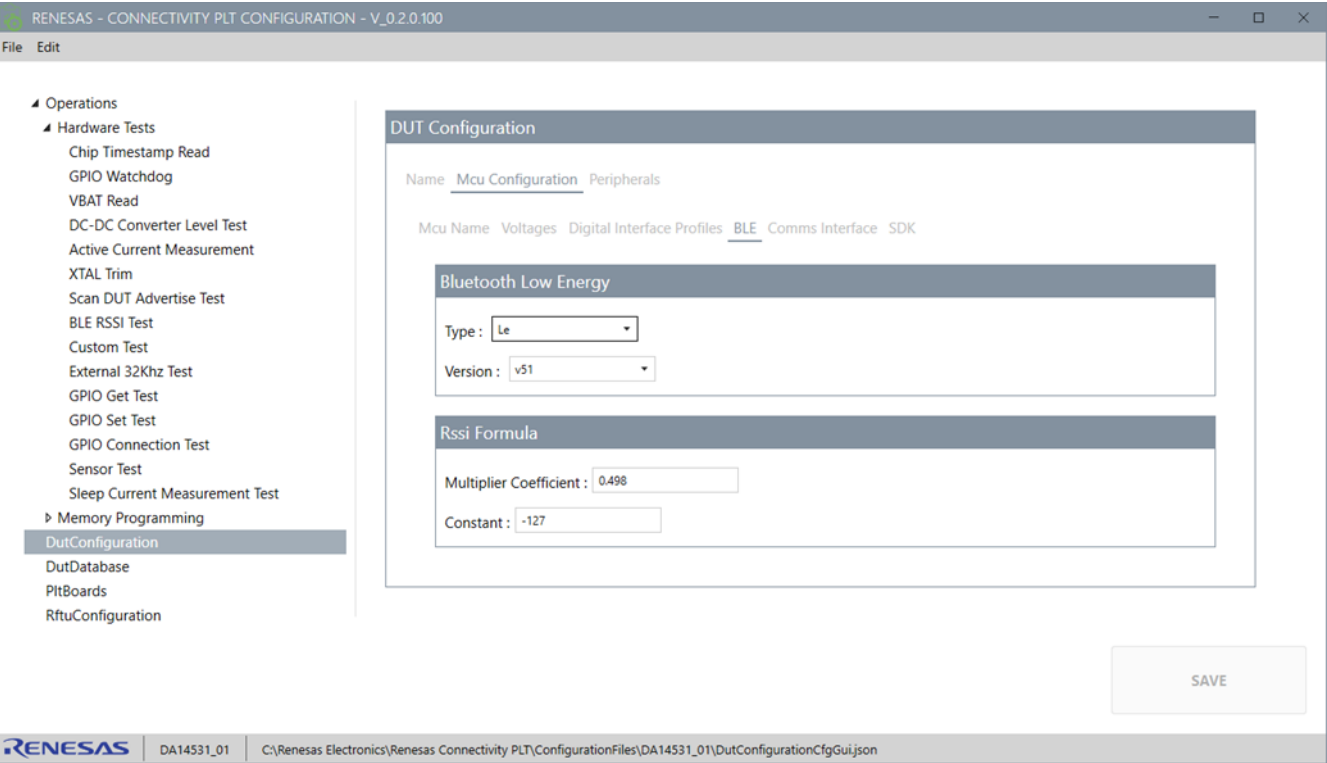 RENESAS - CONNECTIVITY PLT CONFIGURATION - V_0.2.0.100
File Edit
Operations
Hardware Tests
Chip Timestamp Read
GPIO Watchdog
VBAT Read
DC-DC Converter Level Test
Active Current Measurement
XTAL Trim
Scan DUT Advertise Test
BLE RSSI Test
Custom Test
External 32Khz Test
GPIO Get Test
GPIO Set Test
GPIO Connection Test
Sensor Test
Sleep Current Measurement Test
Memory Programming
DutConfiguration
DutDatabase
PltBoards
RftuConfiguration
DUT Configuration
Name Mcu Configuration Peripherals
Mcu Name Voltages Digital Interface Profiles BLE Comms Interface SDK
Bluetooth Low Energy
Type : Le
Version : v51
Rssi Formula
Multiplier Coefficient : 0.498
Constant : -127
SAVE
RENESAS DA14531_01 C:\Renesas Electronics\Renesas Connectivity PLT\ConfigurationFiles\DA14531_01\DutConfigurationCfgGui.json